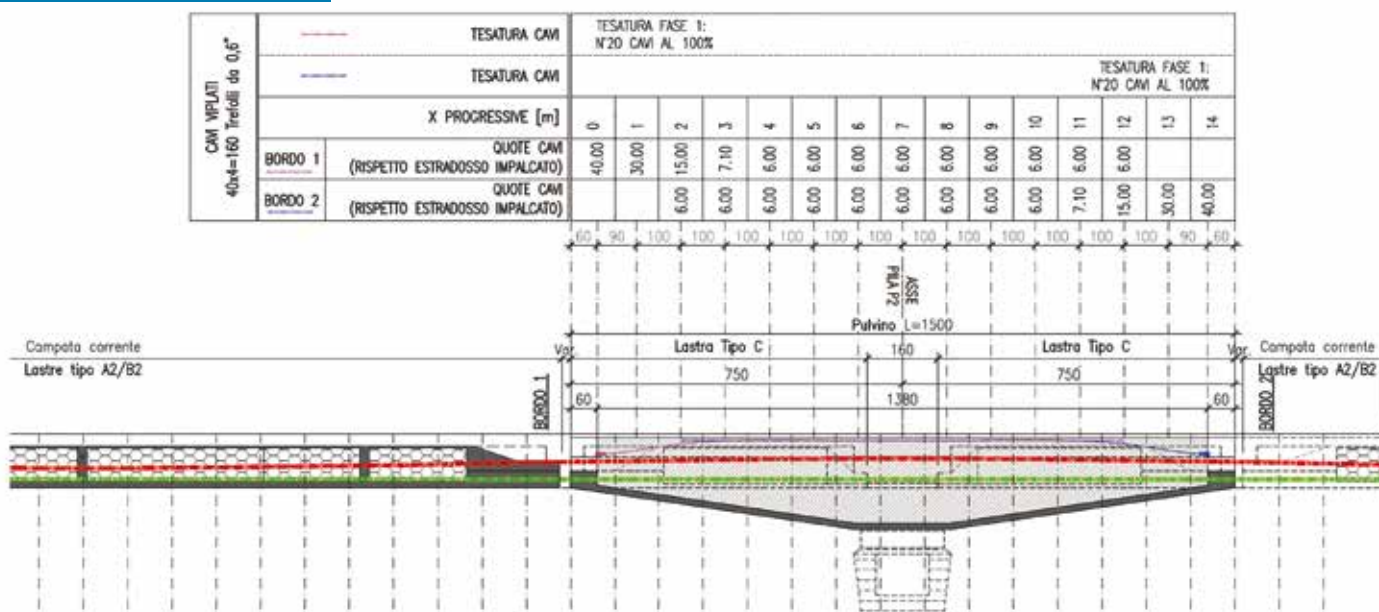 CAVI VIPLATI
40x4=160 Trefoli da 0,6"
TESATURA CAVI
TESATURA FASE 1:
N°20 CAVI AL 100%
TESATURA CAVI
TESATURA FASE 1:
N°20 CAVI AL 100%
X PROGRESSIVE [m]
0 1 2 3 4 5 6 7 8 9 10 11 12 13 14
BORDO 1
QUOTE CAVI
(RISPETTO ESTRADOSSO IMPALCATO)
40.00 30.00 15.00 7.10 6.00 6.00 6.00 6.00 6.00 6.00 6.00 6.00 6.00
BORDO 2
QUOTE CAVI
(RISPETTO ESTRADOSSO IMPALCATO)
6.00 6.00 6.00 6.00 6.00 6.00 6.00 6.00 6.00 7.10 15.00 30.00 40.00
60 90 100 100 100 100 100 100 100 100 100 100 100 100 90 60
ASSE
PILA P2
Pulvino L=1500
Campata corrente
Var
Lastra Tipo C
160
Lastra Tipo C
Var
Campata corrente
Lastre tipo A2/B2
750
750
Lastre tipo A2/B2
BORDO 1
60
1380
60
BORDO 2